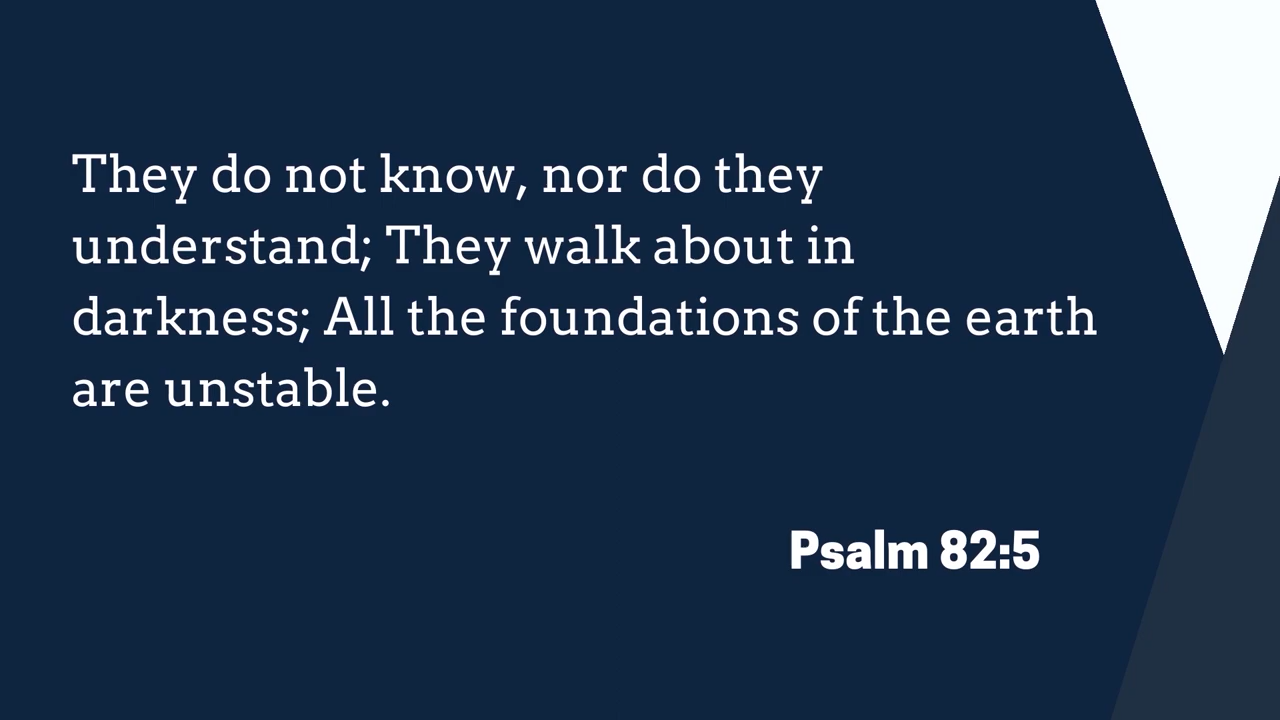 They do not know, nor do they
understand; They walk about in
darkness; All the foundations of the earth
are unstable.
Psalm 82:5